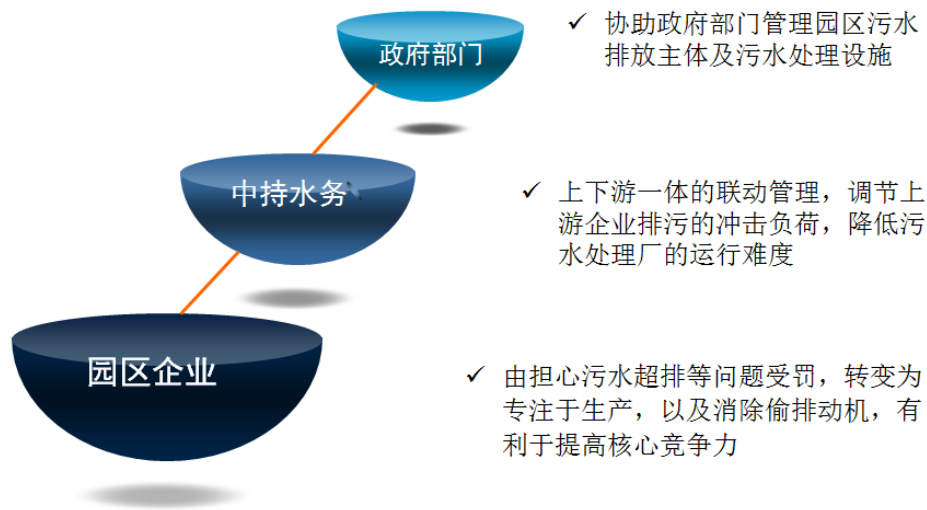 政府部门
✓ 协助政府部门管理园区污水
排放主体及污水处理设施
中持水务
✓ 上下游一体的联动管理，调节上
游企业排污的冲击负荷，降低污
水处理厂的运行难度
园区企业
✓ 由担心污水超排等问题受罚，转变为
专注于生产，以及消除偷排动机，有
利于提高核心竞争力